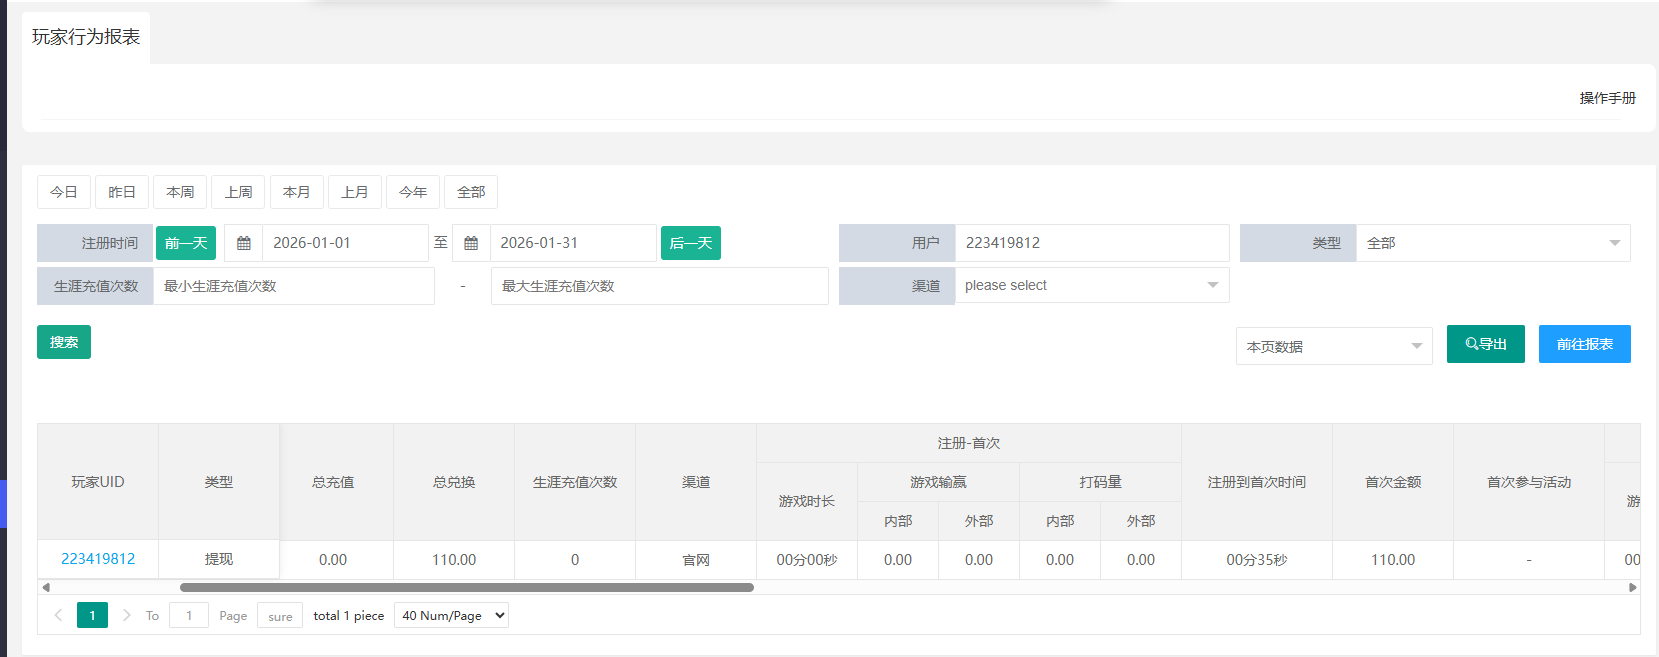 玩家行为报表
操作手册
今日 昨日 本周 上周 本月 上月 今年 全部
注册时间 前一天 2026-01-01 至 2026-01-31 后一天 用户 223419812 类型 全部
生涯充值次数 最小生涯充值次数 - 最大生涯充值次数 渠道 please select
搜索 本页数据 导出 前往报表
注册-首次
玩家UID 类型 总充值 总兑换 生涯充值次数 渠道 游戏时长 游戏输赢 打码量 注册到首次时间 首次金额 首次参与活动 游
内部 外部 内部 外部
223419812 提现 0.00 110.00 0 官网 00分00秒 0.00 0.00 0.00 0.00 00分35秒 110.00 - 00
1 To 1 Page sure total 1 piece 40 Num/Page